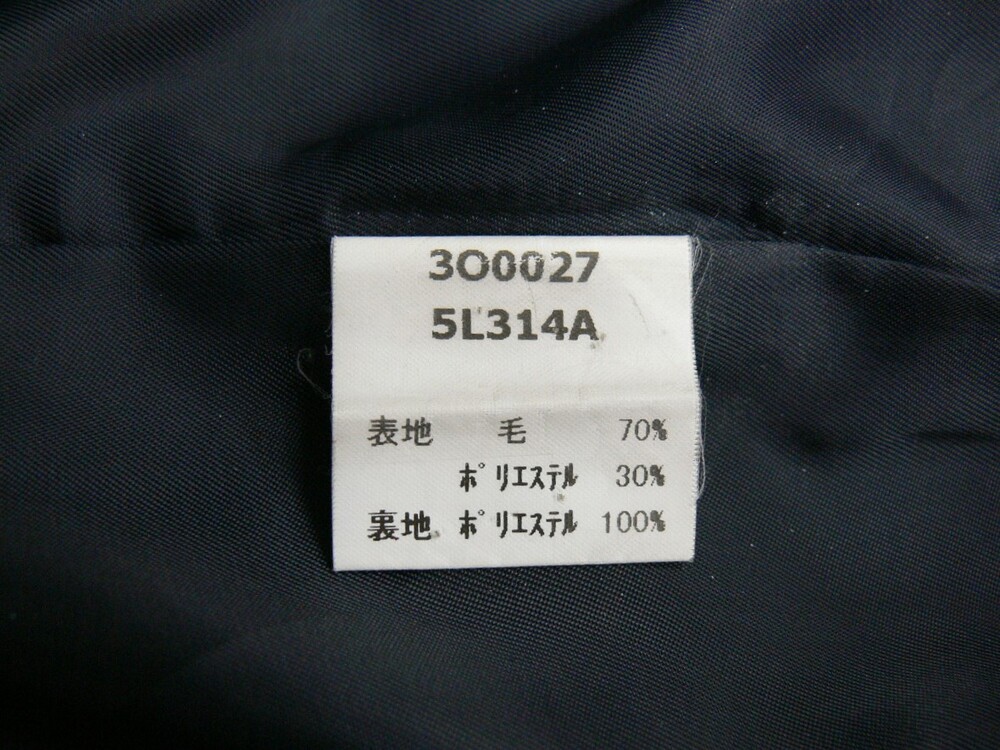 3O0027
5L314A
表地 毛 70%
ﾎﾟﾘｴｽﾃﾙ 30%
裏地 ﾎﾟﾘｴｽﾃﾙ 100%